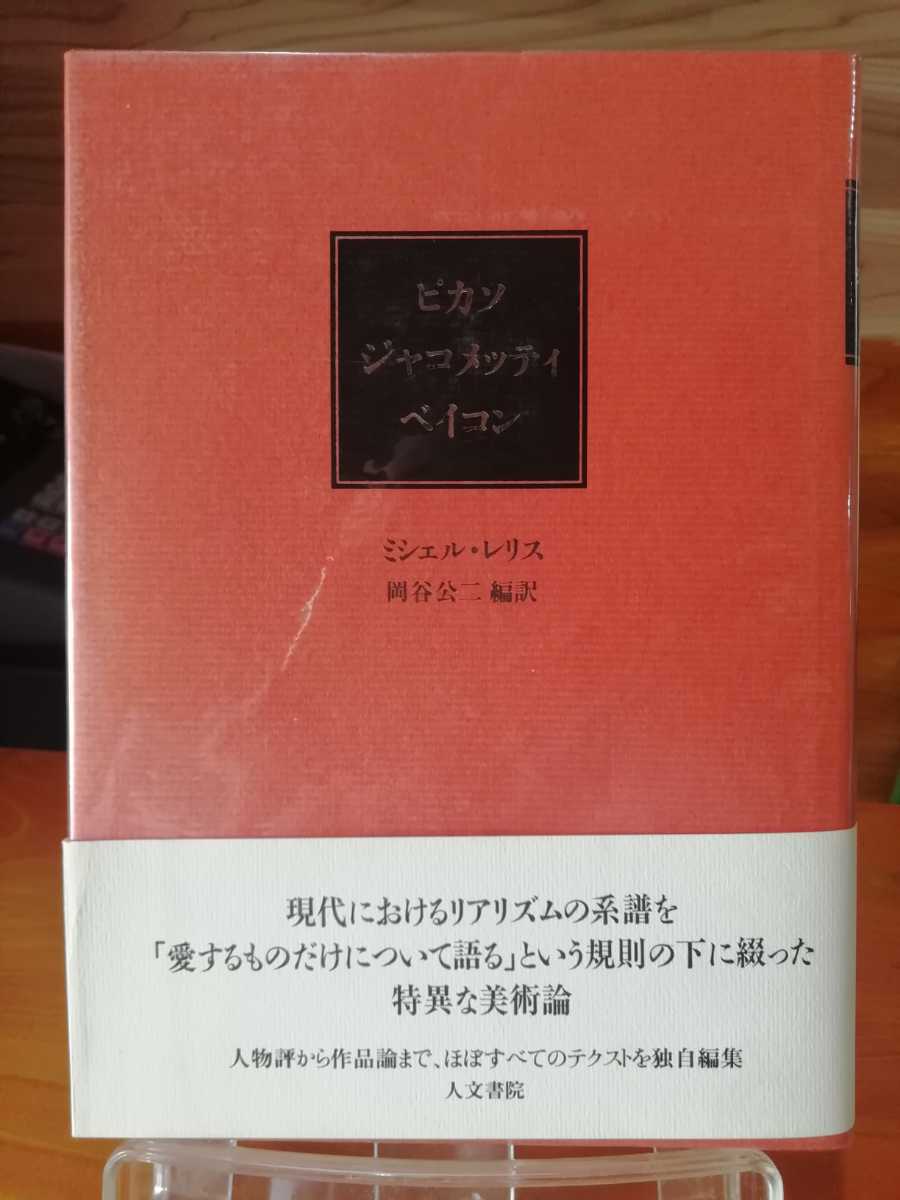 ピカソ
ジャコメッティ
ベイコン
ミシェル・レリス
岡谷公二 編訳
現代におけるリアリズムの系譜を
「愛するものだけについて語る」という規則の下に綴った
特異な美術論
人物評から作品論まで、ほぼすべてのテクストを独自編集
人文書院